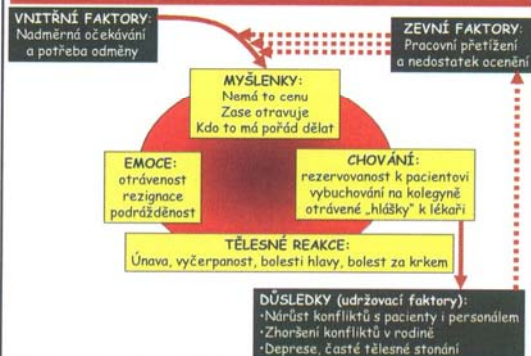 VNITŘNÍ FAKTORY:
Nadměrná očekávání
a potřeba odměny
ZEVNÍ FAKTORY:
Pracovní přetížení
a nedostatek ocenění
MYŠLENKY:
Nemá to cenu
Zase otravuje
Kdo to má pořád dělat
EMOCE:
otrávenost
rezignace
podrážděnost
CHOVÁNÍ:
rezervovanost k pacientovi
vybuchování na kolegyně
otrávené „hlášky" k lékaři
TĚLESNÉ REAKCE:
Únava, vyčerpanost, bolesti hlavy, bolest za krkem
DŮSLEDKY (udržovací faktory):
•Nárůst konfliktů s pacienty i personálem
•Zhoršení konfliktů v rodině
•Deprese, časté tělesné stonání